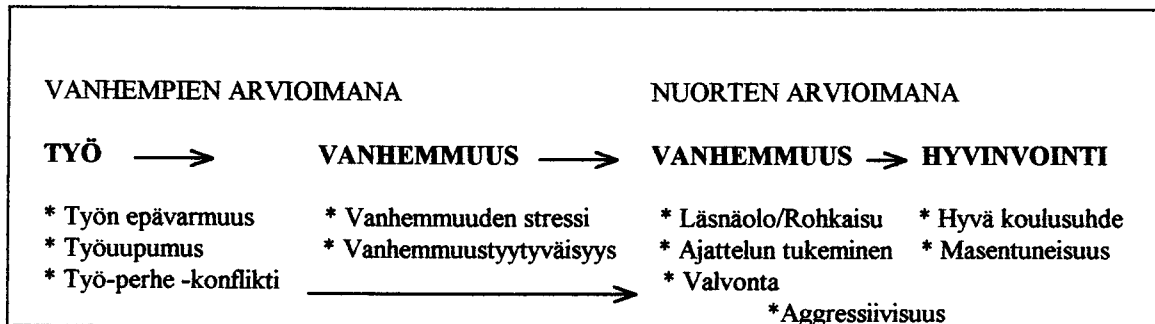 VANHEMPIEN ARVIOIMANA NUORTEN ARVIOIMANA
TYÖ VANHEMMUUS VANHEMMUUS HYVINVOINTI
* Työn epävarmuus * Vanhemmuuden stressi * Läsnäolo/Rohkaisu * Hyvä koulusuhde
* Työuupumus * Vanhemmuustyytyväisyys * Ajattelun tukeminen * Masentuneisuus
* Työ-perhe -konflikti * Valvonta
*Aggressiivisuus